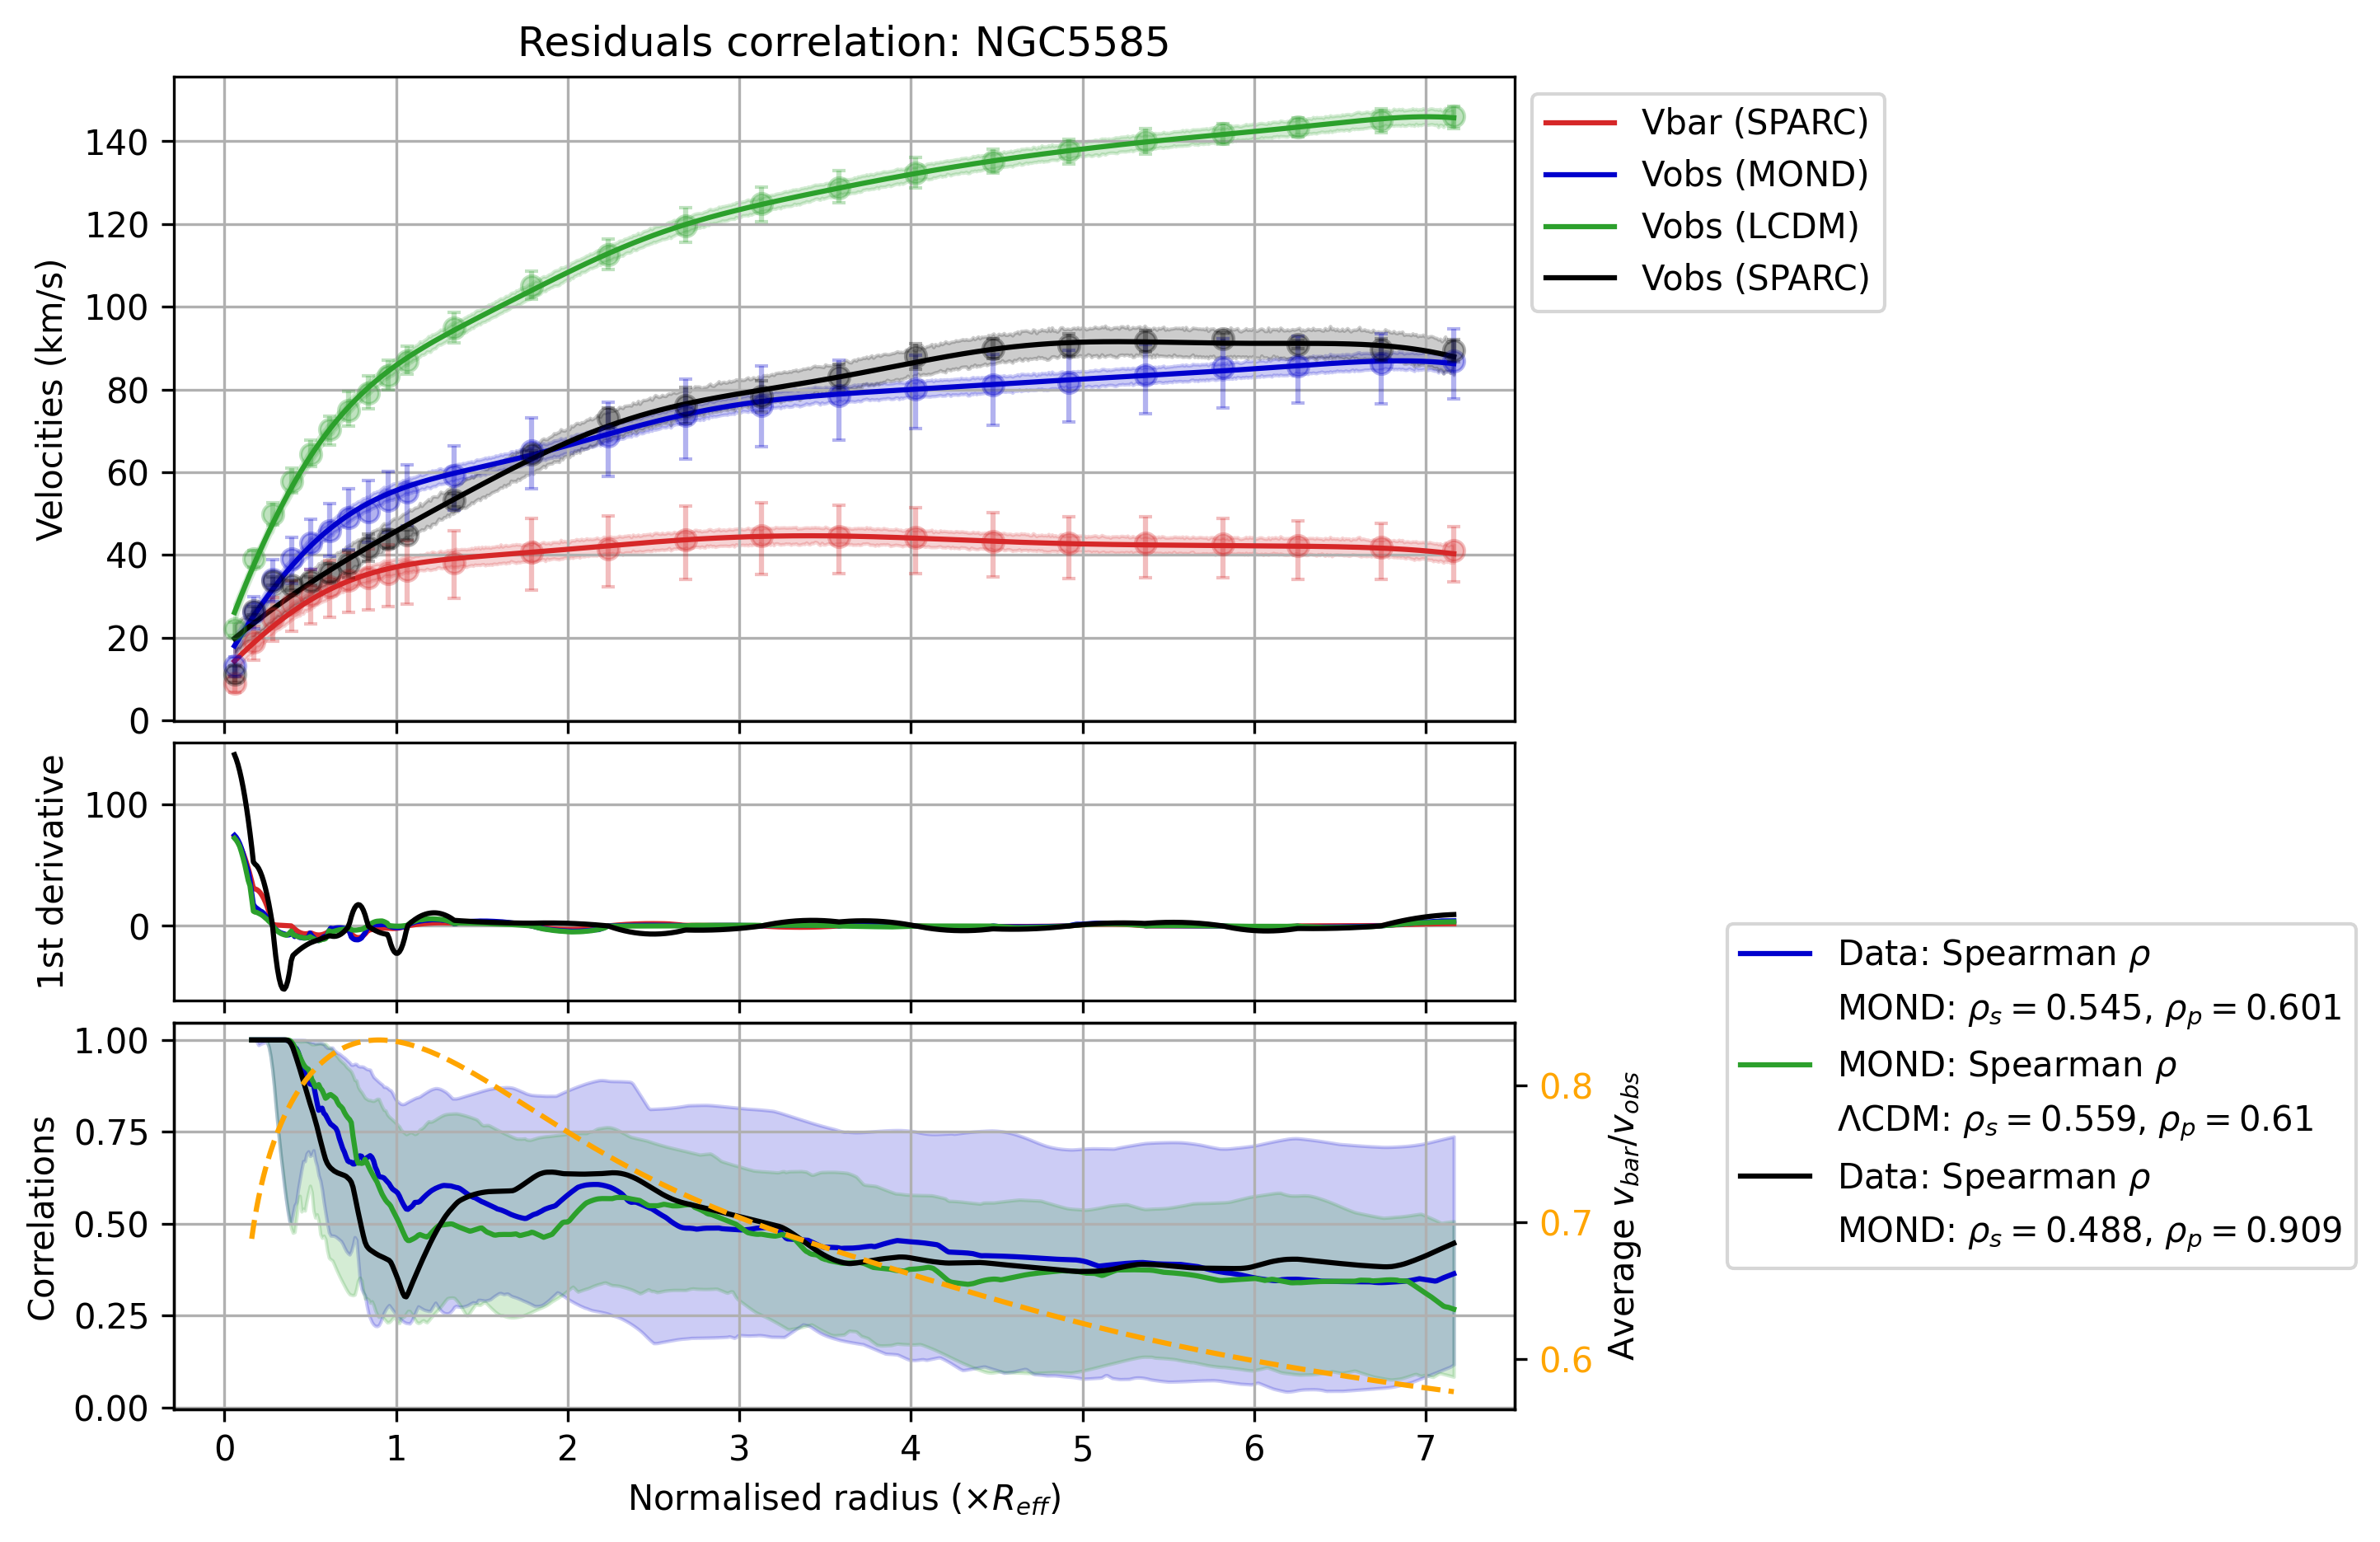 Residuals correlation: NGC5585
Velocities (km/s)
140
120
100
80
60
40
20
0
Vbar (SPARC)
Vobs (MOND)
Vobs (LCDM)
Vobs (SPARC)
1st derivative
100
0
Correlations
1.00
0.75
0.50
0.25
0.00
0.8
0.7
0.6
Average v_bar/v_obs
Data: Spearman ρ
MOND: ρ_s = 0.545, ρ_p = 0.601
MOND: Spearman ρ
ΛCDM: ρ_s = 0.559, ρ_p = 0.61
Data: Spearman ρ
MOND: ρ_s = 0.488, ρ_p = 0.909
0 1 2 3 4 5 6 7
Normalised radius (×R_eff)